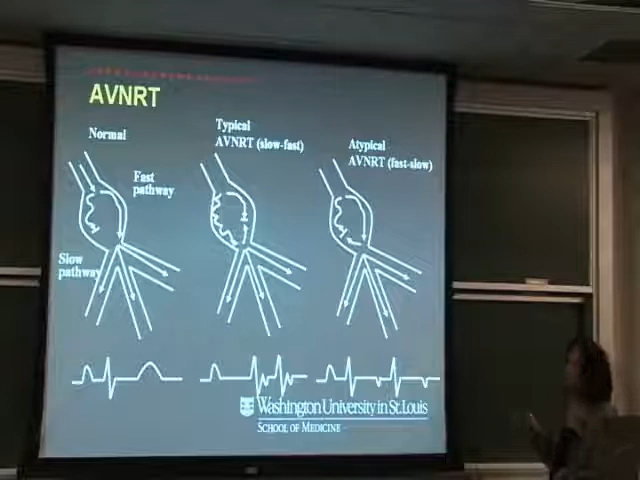 AVNRT
Normal
Typical
AVNRT (slow-fast)
Atypical
AVNRT (fast-slow)
Fast
pathway
Slow
pathway
Washington University in St. Louis
SCHOOL OF MEDICINE